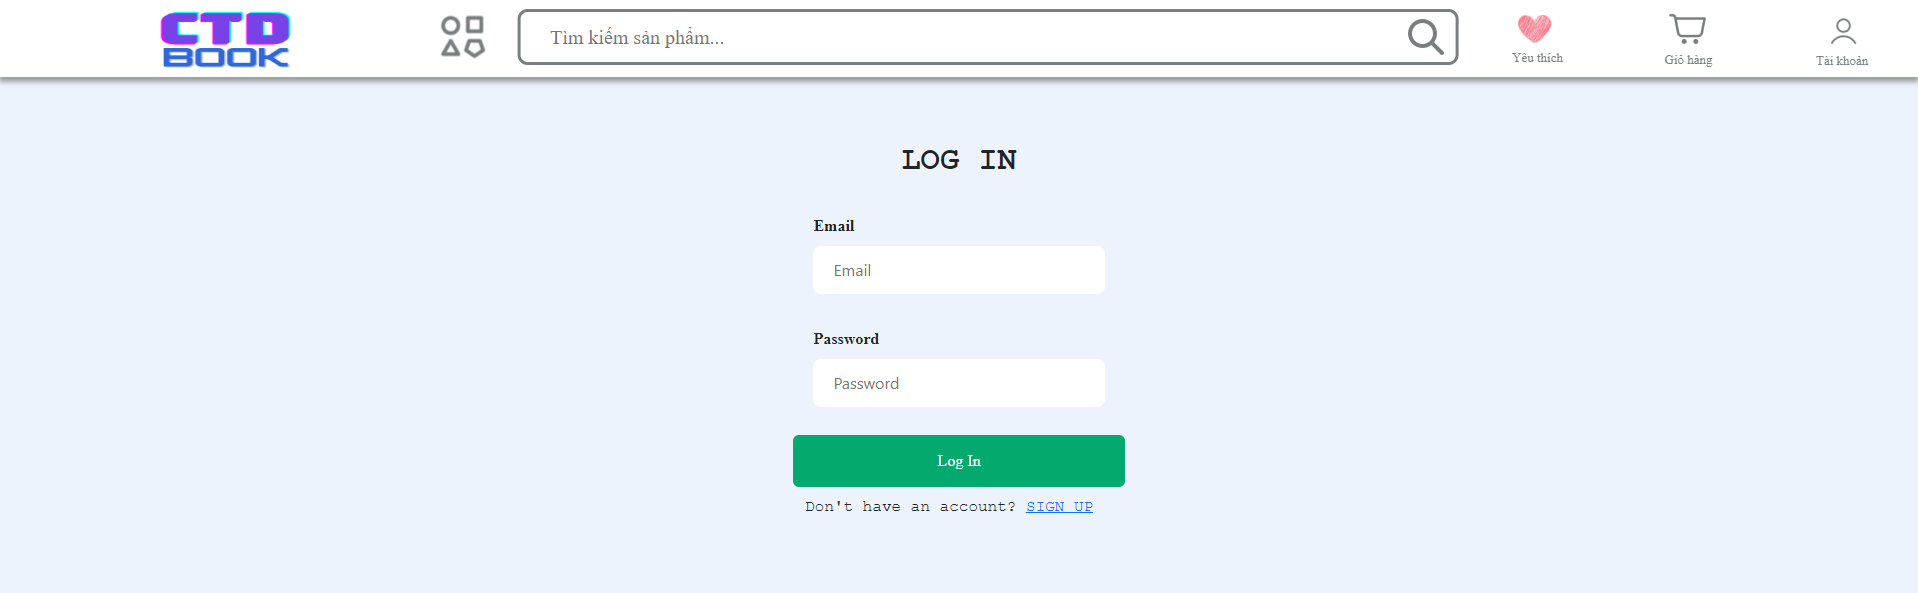 CTD
BOOK
Tìm kiếm sản phẩm...
Yêu thích
Giỏ hàng
Tài khoản
LOG IN
Email
Email
Password
Password
Log In
Don't have an account? SIGN UP